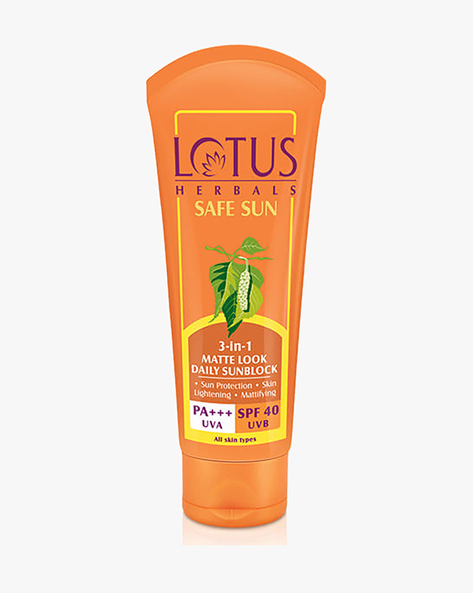 LOTUS
HERBALS
SAFE SUN
3-in-1
MATTE LOOK
DAILY SUNBLOCK
• Sun Protection • Skin
Lightening • Mattifying
PA+++ SPF 40
UVA UVB
All skin types